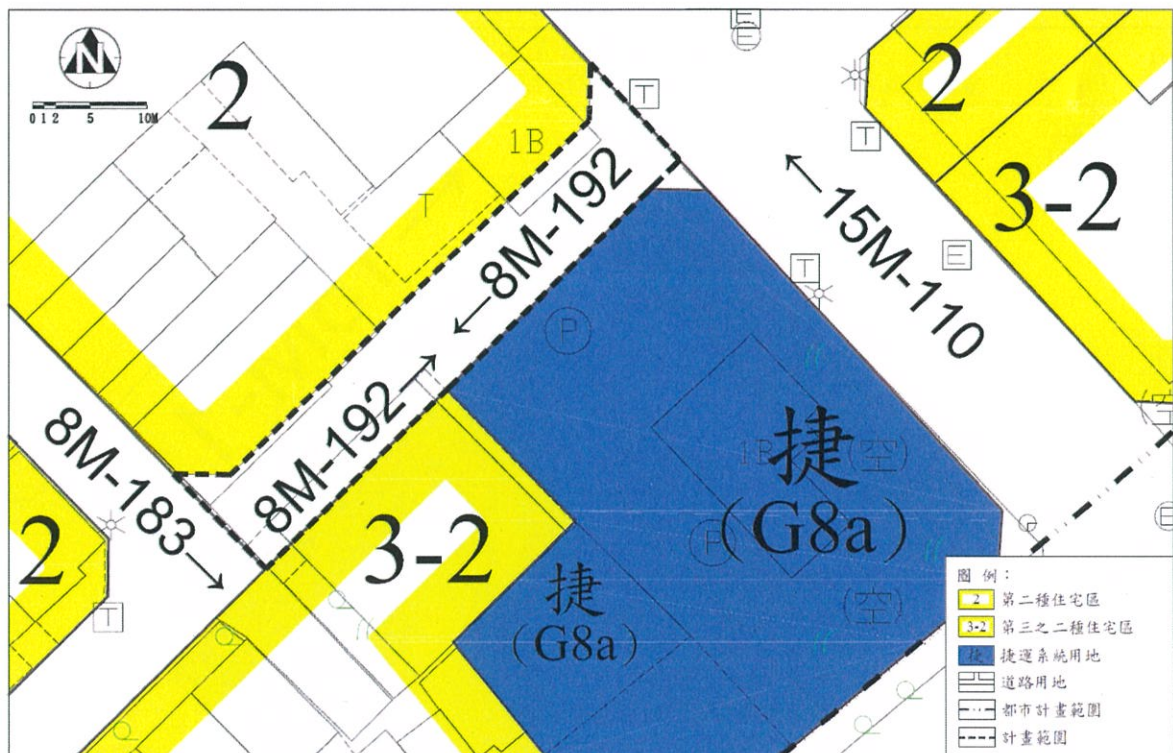 N
0 1 2 5 10M
2
1B
T
T
E
E
2
T
3-2
←15M-110
E
T
←8M-192
8M-192→
P
8M-183→
2
T
3-2
捷
(G8a)
1B
捷
(空)
(G8a)
P
(空)
捷
(G8a)
圖 例：
2 第二種住宅區
3-2 第三之二種住宅區
捷 捷運系統用地
道路用地
都市計畫範圍
計畫範圍